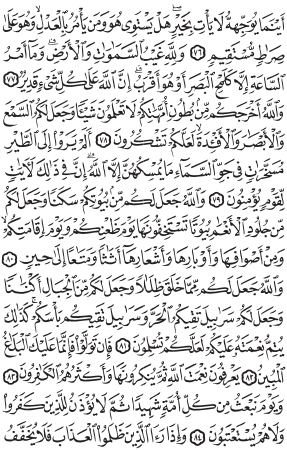 أَيْنَمَا يُوَجِّههُّ لَا يَأْتِ بِخَيْرٍ هَلْ يَسْتَوِى هُوَ وَمَن يَأْمُرُ بِٱلْعَدْلِ وَهُوَ عَلَىٰ
صِرَٰطٍ مُّسْتَقِيمٍ ٧٦ وَلِلَّهِ غَيْبُ ٱلسَّمَٰوَٰتِ وَٱلْأَرْضِ ۚ وَمَآ أَمْرُ
ٱلسَّاعَةِ إِلَّا كَلَمْحِ ٱلْبَصَرِ أَوْ هُوَ أَقْرَبُ ۚ إِنَّ ٱللَّهَ عَلَىٰ كُلِّ شَىْءٍ قَدِيرٌ ٧٧
وَٱللَّهُ أَخْرَجَكُم مِّنۢ بُطُونِ أُمَّهَٰتِكُمْ لَا تَعْلَمُونَ شَيْـًٔا وَجَعَلَ لَكُمُ ٱلسَّمْعَ
وَٱلْأَبْصَٰرَ وَٱلْأَفْـِٔدَةَ ۙ لَعَلَّكُمْ تَشْكُرُونَ ٧٨ أَلَمْ يَرَوْا۟ إِلَى ٱلطَّيْرِ
مُسَخَّرَٰتٍ فِى جَوِّ ٱلسَّمَآءِ مَا يُمْسِكُهُنَّ إِلَّا ٱللَّهُ ۗ إِنَّ فِى ذَٰلِكَ لَءَايَٰتٍ
لِّقَوْمٍ يُؤْمِنُونَ ٧٩ وَٱللَّهُ جَعَلَ لَكُم مِّنۢ بُيُوتِكُمْ سَكَنًا وَجَعَلَ لَكُم
مِّن جُلُودِ ٱلْأَنْعَٰمِ بُيُوتًا تَسْتَخِفُّونَهَا يَوْمَ ظَعْنِكُمْ وَيَوْمَ إِقَامَتِكُمْ ۙ
وَمِنْ أَصْوَافِهَا وَأَوْبَارِهَا وَأَشْعَارِهَآ أَثَٰثًا وَمَتَٰعًا إِلَىٰ حِينٍ ٨٠
وَٱللَّهُ جَعَلَ لَكُم مِّمَّا خَلَقَ ظِلَٰلًا وَجَعَلَ لَكُم مِّنَ ٱلْجِبَالِ أَكْنَٰنًا
وَجَعَلَ لَكُمْ سَرَٰبِيلَ تَقِيكُمُ ٱلْحَرَّ وَسَرَٰبِيلَ تَقِيكُم بَأْسَكُمْ ۚ كَذَٰلِكَ
يُتِمُّ نِعْمَتَهُۥ عَلَيْكُمْ لَعَلَّكُمْ تُسْلِمُونَ ٨١ فَإِن تَوَلَّوْا۟ فَإِنَّمَا عَلَيْكَ ٱلْبَلَٰغُ
ٱلْمُبِينُ ٨٢ يَعْرِفُونَ نِعْمَتَ ٱللَّهِ ثُمَّ يُنكِرُونَهَا وَأَكْثَرُهُمُ ٱلْكَٰفِرُونَ ٨٣
وَيَوْمَ نَبْعَثُ مِن كُلِّ أُمَّةٍ شَهِيدًا ثُمَّ لَا يُؤْذَنُ لِلَّذِينَ كَفَرُوا۟
وَلَا هُمْ يُسْتَعْتَبُونَ ٨٤ وَإِذَا رَءَا ٱلَّذِينَ ظَلَمُوا۟ ٱلْعَذَابَ فَلَا يُخَفَّفُ